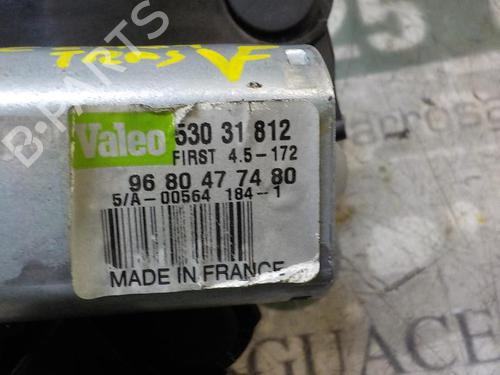 TRAS
B-PARTS
Valeo 530 31 812
FIRST 4.5-172
96 80 47 74 80
5/A-00564 184-1
MADE IN FRANCE